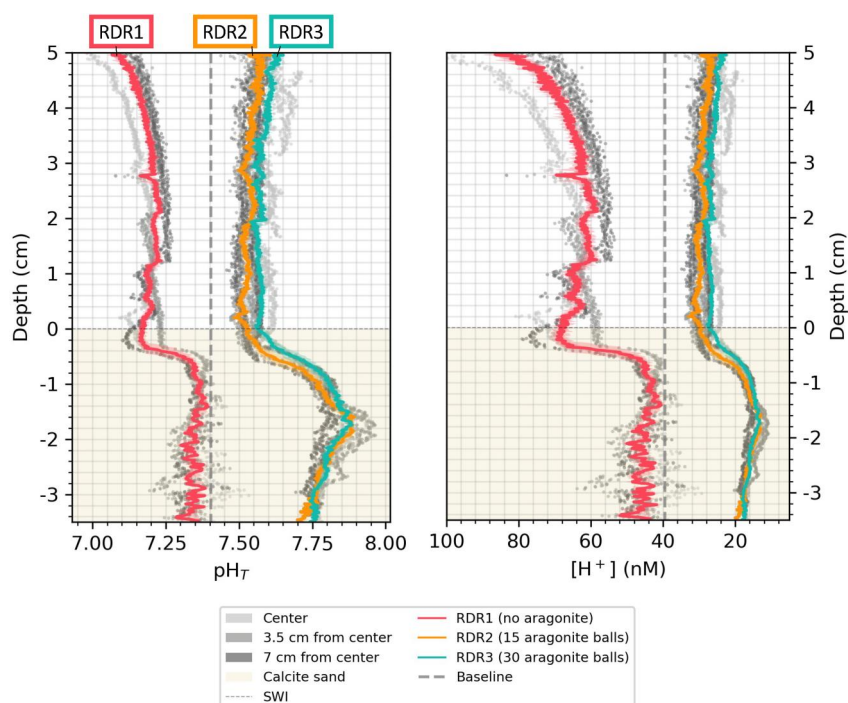 RDR1
RDR2
RDR3
5
4
3
2
1
0
-1
-2
-3
Depth (cm)
7.00
7.25
7.50
7.75
8.00
pH_T
5
4
3
2
1
0
-1
-2
-3
Depth (cm)
100
80
60
40
20
[H⁺] (nM)
Center
3.5 cm from center
7 cm from center
Calcite sand
SWI
RDR1 (no aragonite)
RDR2 (15 aragonite balls)
RDR3 (30 aragonite balls)
Baseline